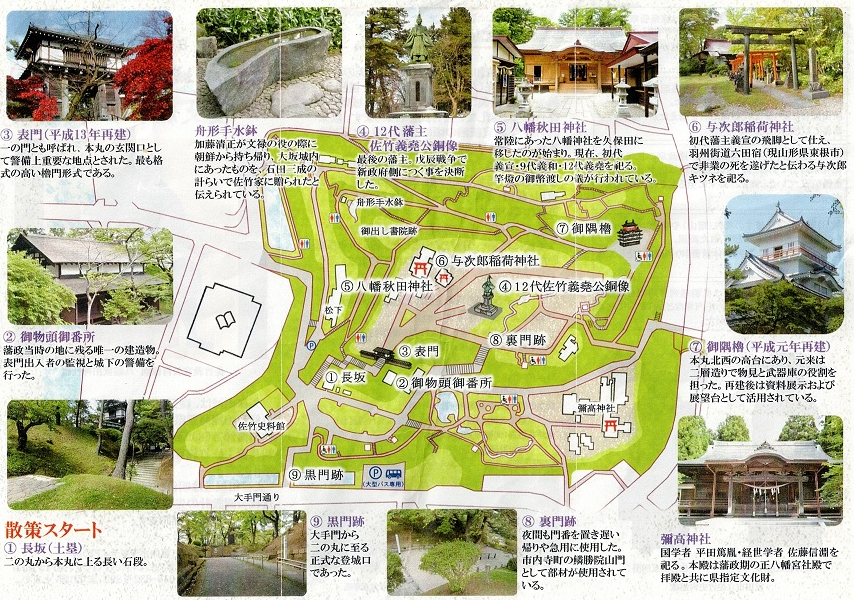 ③ 表門(平成13年再建)
一の門とも呼ばれ、本丸の玄関口とし
て警備上重要な地点とされた。最も格
式の高い櫓門形式である。
舟形手水鉢
加藤清正が文禄の役の際に
朝鮮から持ち帰り、大坂城内
にあったものを、石田三成の
計らいで佐竹家に贈られたと
伝えられている。
④ 12代 藩主
佐竹義堯公銅像
最後の藩主。戊辰戦争で
新政府側につく事を決断
した。
⑤ 八幡秋田神社
常陸にあった八幡神社を久保田に
移したのが始まり。現在、初代
義宣・9代義和・12代義堯を祀る。
竿燈の御幣渡しの義が行われている。
⑥ 与次郎稲荷神社
初代藩主義宣の飛脚として仕え、
羽州街道六田宿(現山形県東根市)
で非業の死を遂げたと伝わる与次郎
キツネを祀る。
② 御物頭御番所
藩政当時の地に残る唯一の建造物。
表門出入者の監視と城下の警備を
行った。
⑦ 御隅櫓(平成元年再建)
本丸北西の高台にあり、元来は
二層造りで物見と武器庫の役割を
担った。再建後は資料展示および
展望台として活用されている。
舟形手水鉢
御出し書院跡
⑦ 御隅櫓
⑥ 与次郎稲荷神社
⑤ 八幡秋田神社
④ 12代佐竹義堯公銅像
松下
③ 表門
⑧ 裏門跡
① 長坂
② 御物頭御番所
彌高神社
佐竹史料館
⑨ 黒門跡
P
P
(大型バス専用)
大手門通り
散策スタート
① 長坂(土塁)
二の丸から本丸に上る長い石段。
⑨ 黒門跡
大手門から
二の丸に至る
正式な登城口
であった。
⑧ 裏門跡
夜間も門番を置き遅い
帰りや急用に使用した。
市内寺町の鱗勝院山門
として部材が使用されて
いる。
彌高神社
国学者 平田篤胤・経世学者 佐藤信淵を
祀る。本殿は藩政期の正八幡宮社殿で
拝殿と共に県指定文化財。